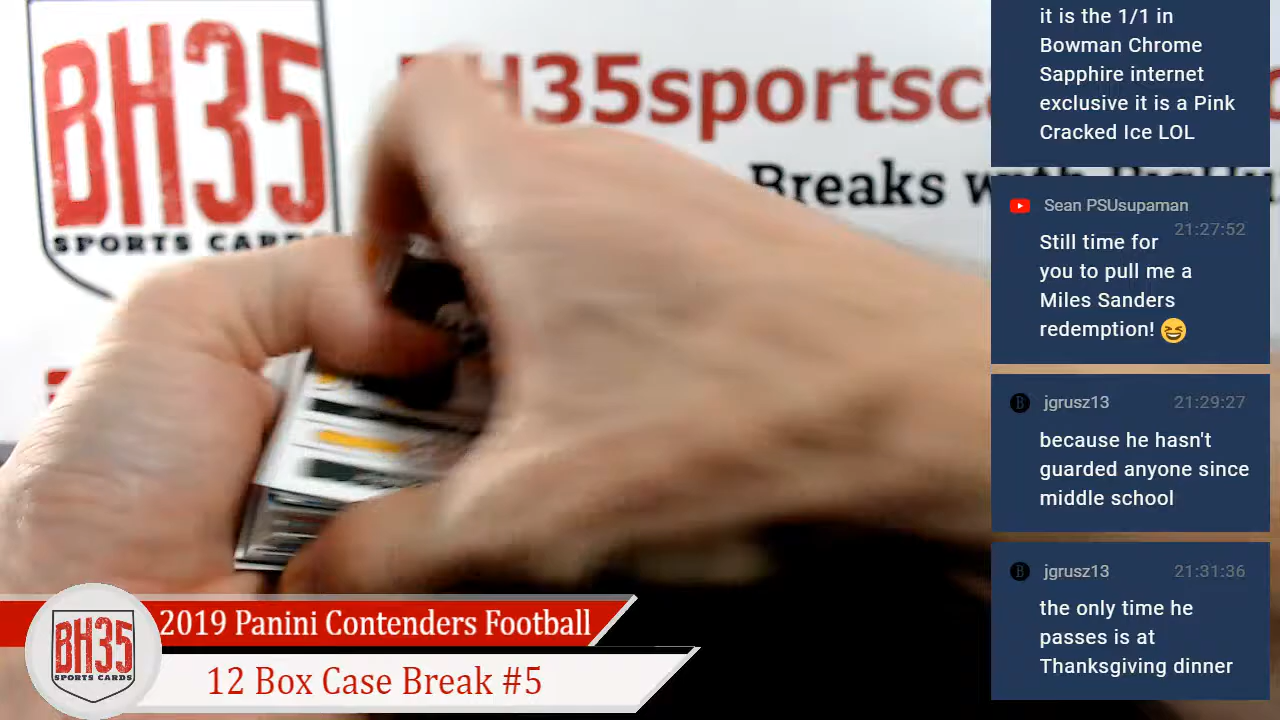 BH35
SPORTS CARDS
H35sportsca
Breaks
it is the 1/1 in
Bowman Chrome
Sapphire internet
exclusive it is a Pink
Cracked Ice LOL
Sean PSUsupaman
21:27:52
Still time for
you to pull me a
Miles Sanders
redemption! 😆
jgrusz13 21:29:27
because he hasn't
guarded anyone since
middle school
jgrusz13 21:31:36
the only time he
passes is at
Thanksgiving dinner
BH35
SPORTS CARDS
2019 Panini Contenders Football
12 Box Case Break #5